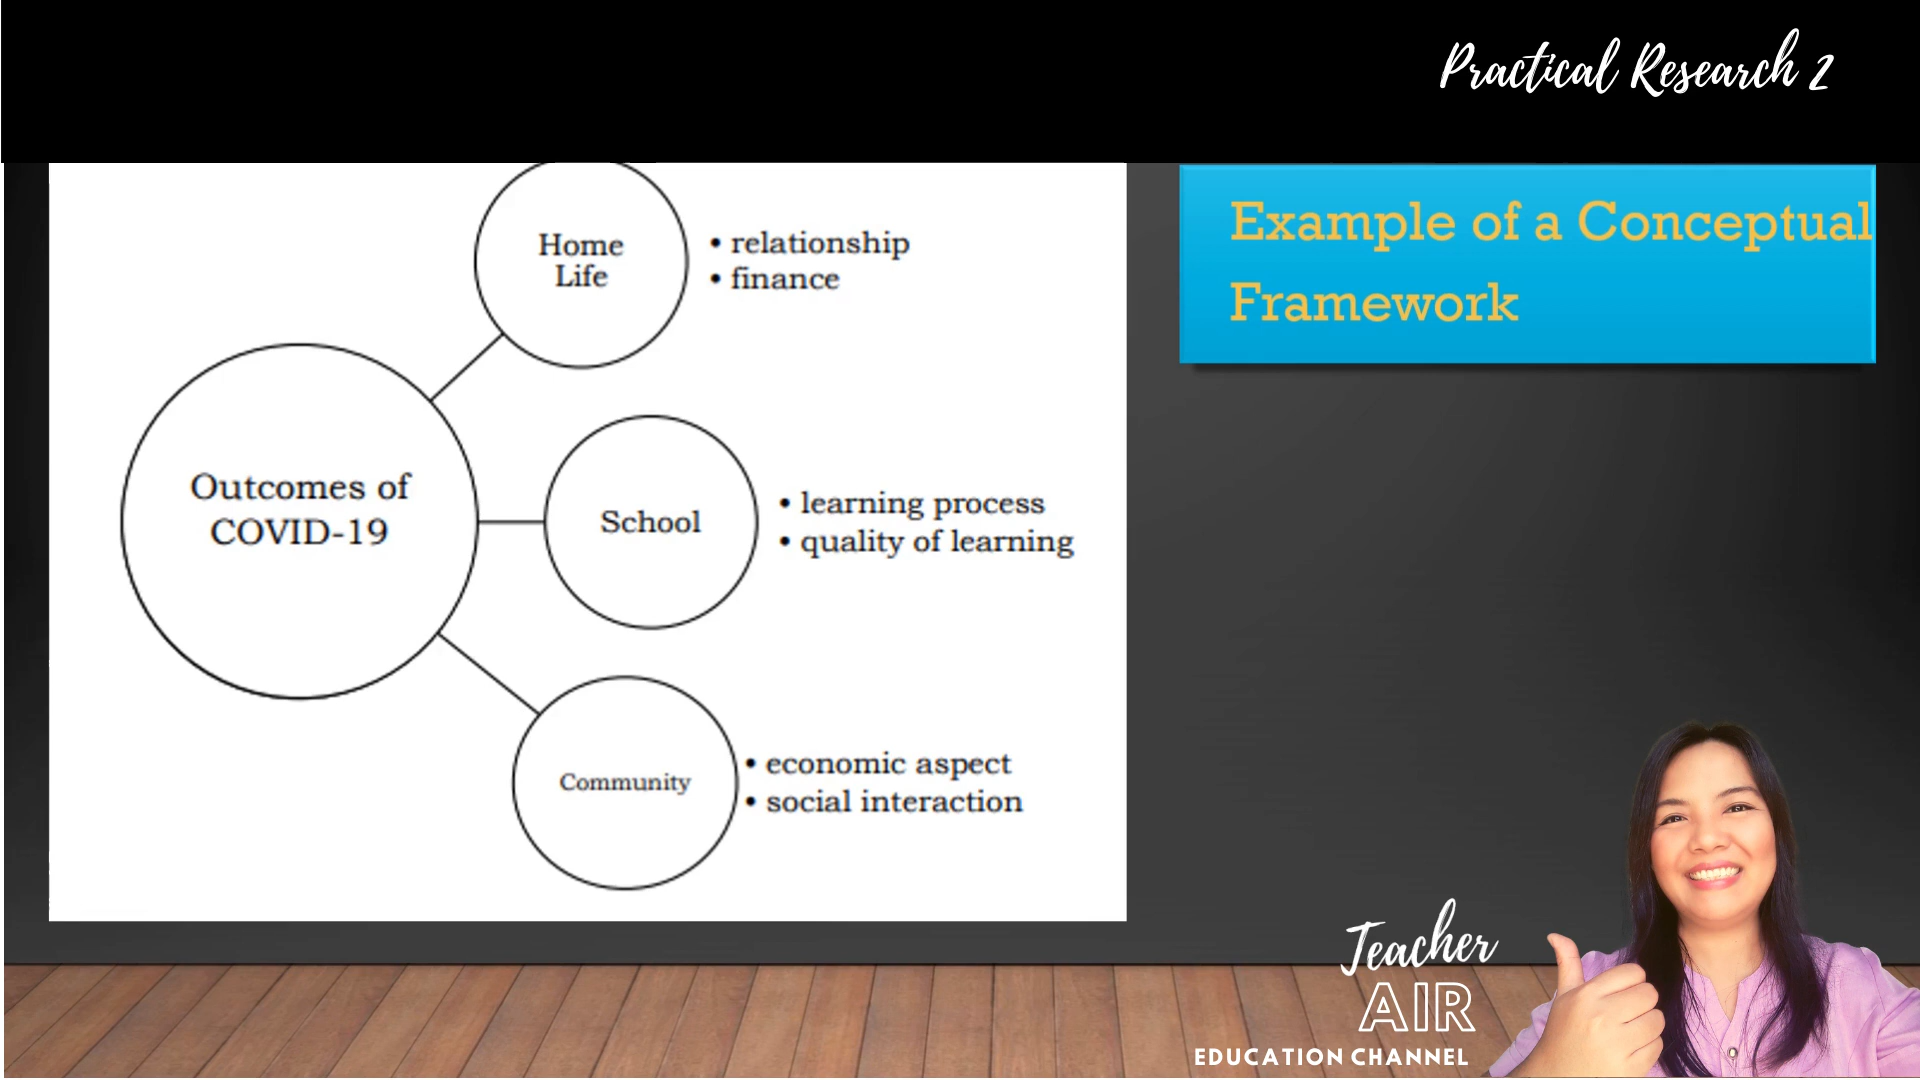 Practical Research 2
Example of a Conceptual
Framework
Home
Life
• relationship
• finance
Outcomes of
COVID-19
School
• learning process
• quality of learning
Community
• economic aspect
• social interaction
Teacher
AIR
EDUCATION CHANNEL